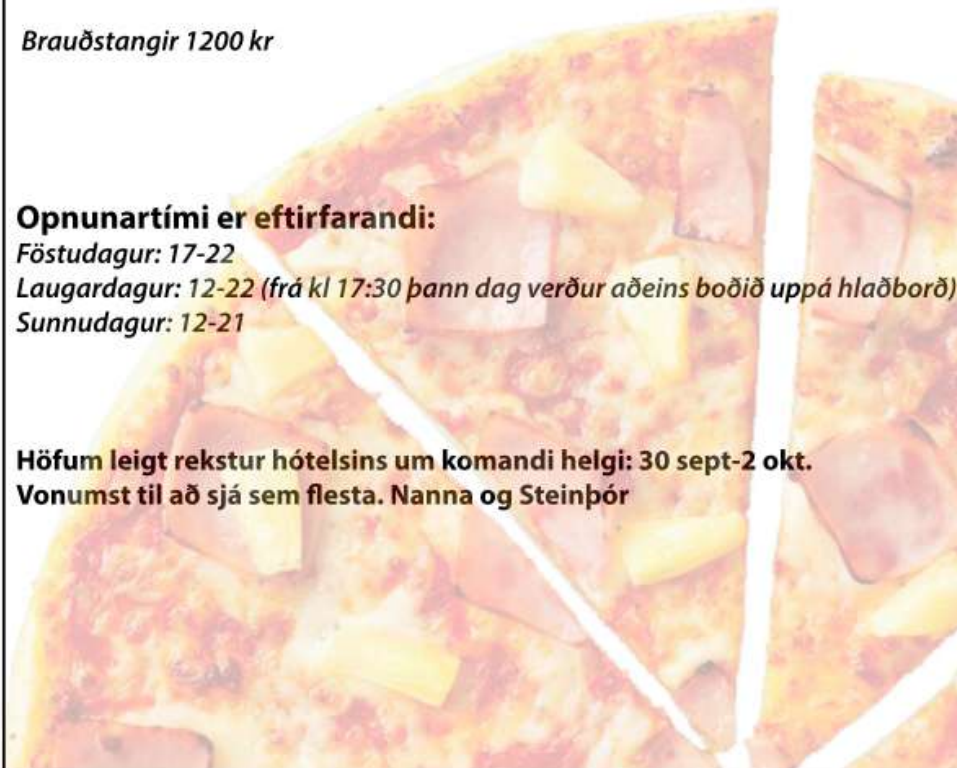 Brauðstangir 1200 kr
Opnunartími er eftirfarandi:
Föstudagur: 17-22
Laugardagur: 12-22 (frá kl 17:30 þann dag verður aðeins boðið uppá hlaðborð)
Sunnudagur: 12-21
Höfum leigt rekstur hótelsins um komandi helgi: 30 sept-2 okt.
Vonumst til að sjá sem flesta. Nanna og Steinþór